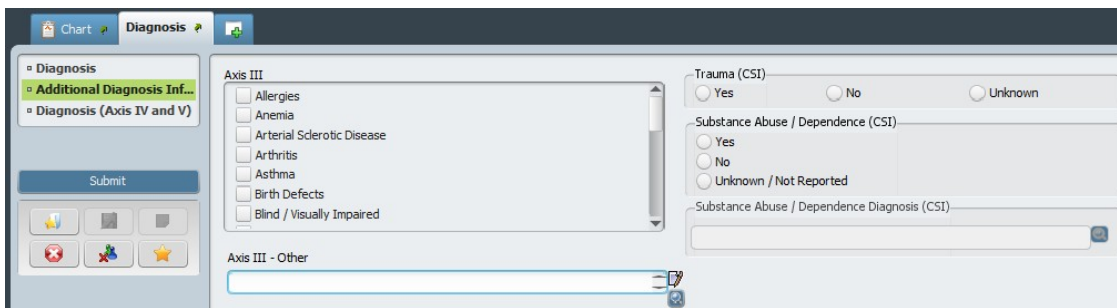 Chart
Diagnosis
Diagnosis
Additional Diagnosis Inf...
Diagnosis (Axis IV and V)
Submit
Axis III
Allergies
Anemia
Arterial Sclerotic Disease
Arthritis
Asthma
Birth Defects
Blind / Visually Impaired
Axis III - Other
Trauma (CSI)
Yes No Unknown
Substance Abuse / Dependence (CSI)
Yes
No
Unknown / Not Reported
Substance Abuse / Dependence Diagnosis (CSI)